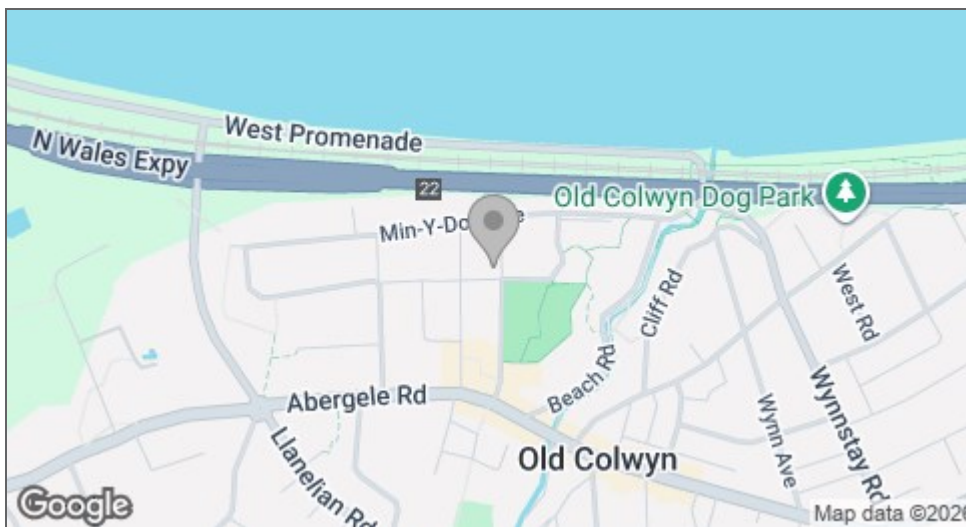 West Promenade
N Wales Expy
22
Old Colwyn Dog Park
Min-Y-Do
e
Cliff Rd
West Rd
Beach Rd
Abergele Rd
Wynn Ave
Wynnstay Rd
Llanelian Rd
Old Colwyn
Google
Map data ©2026